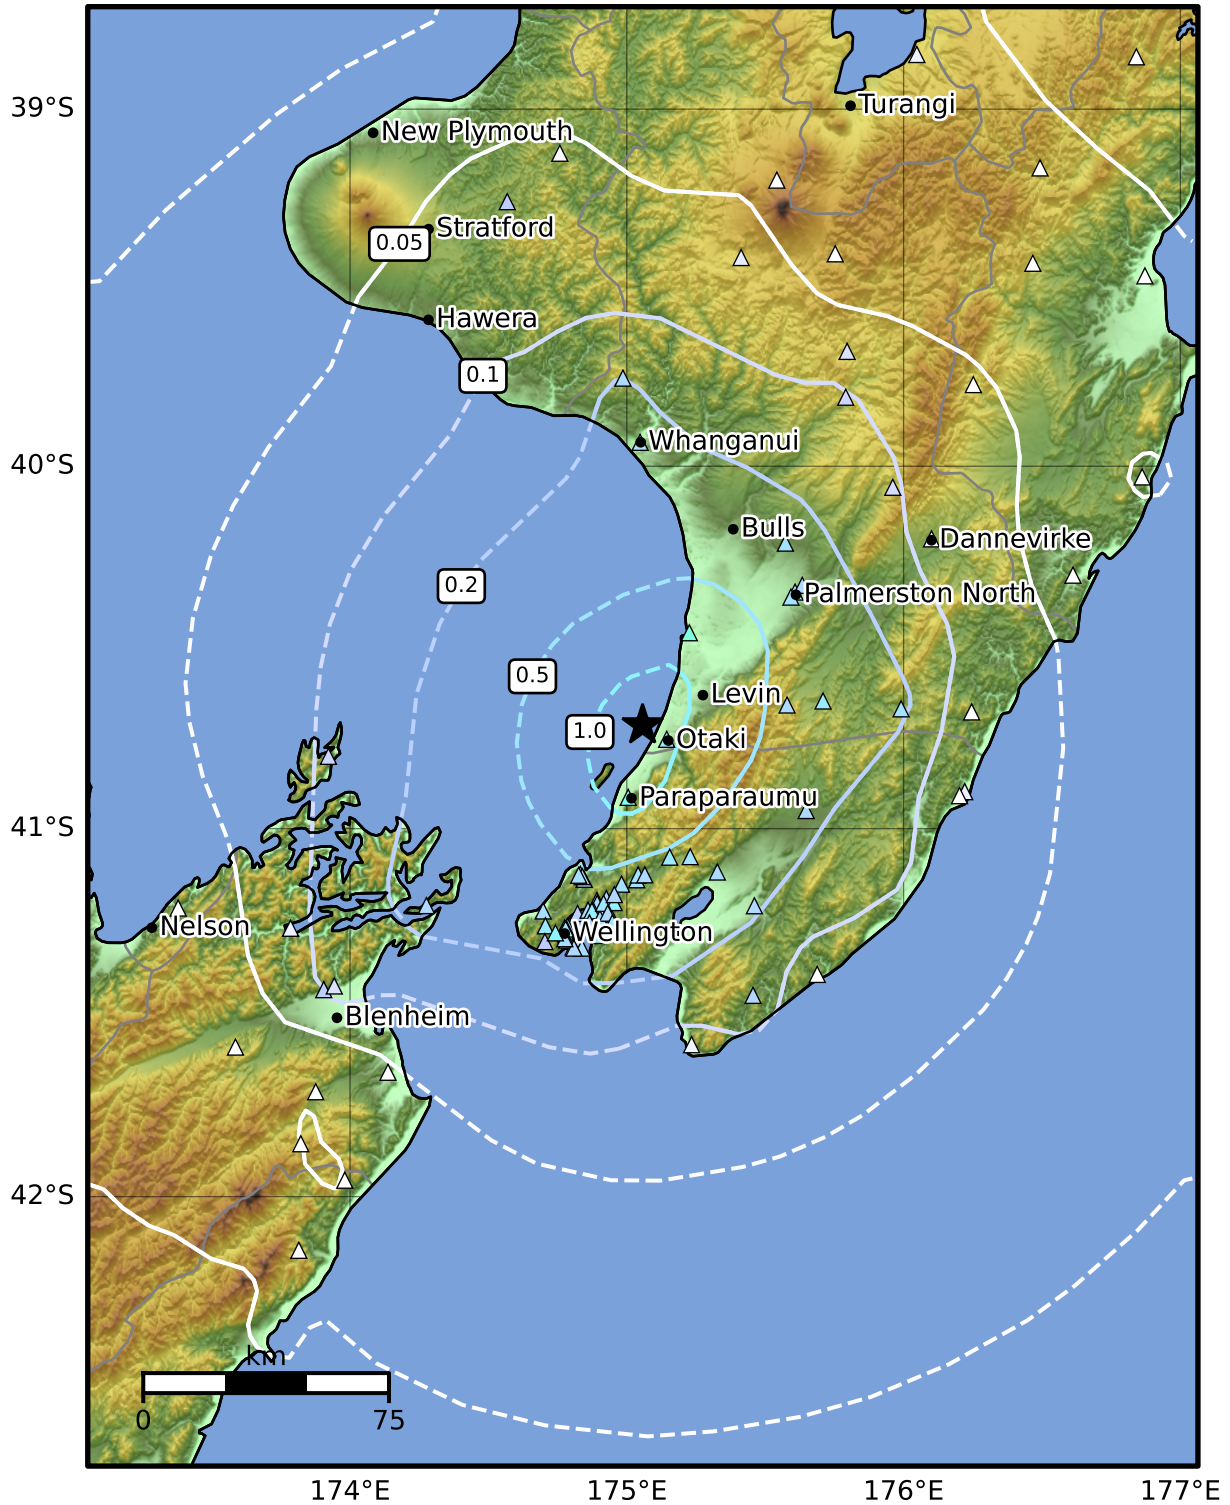 39°S
Turangi
New Plymouth
Stratford
0.05
Hawera
0.1
Whanganui
40°S
Bulls
Dannevirke
0.2
Palmerston North
0.5
Levin
1.0
Otaki
Paraparaumu
41°S
Nelson
Wellington
Blenheim
42°S
km
0
75
174°E
175°E
176°E
177°E